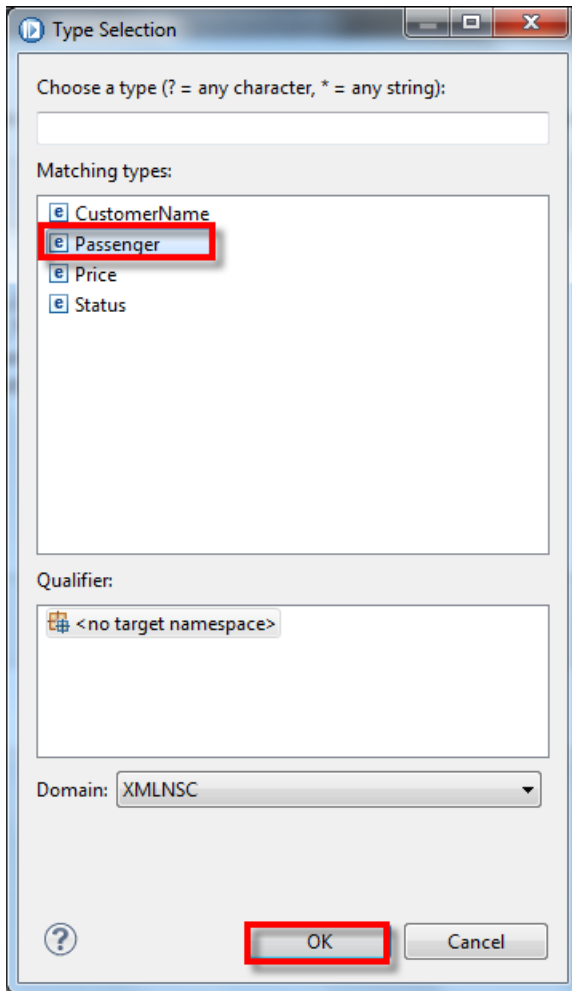 Type Selection
Choose a type (? = any character, * = any string):
Matching types:
CustomerName
Passenger
Price
Status
Qualifier:
<no target namespace>
Domain: XMLNSC
OK Cancel